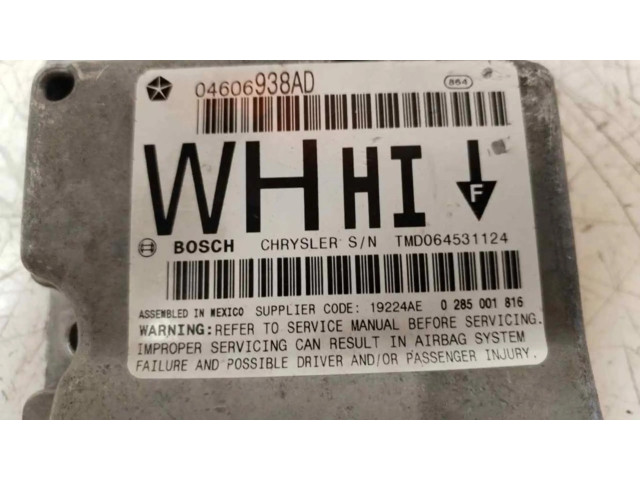 04606938AD 864
WH HI F
BOSCH CHRYSLER S/N TMD064531124
ASSEMBLED IN MEXICO SUPPLIER CODE: 19224AE 0 285 001 816
WARNING: REFER TO SERVICE MANUAL BEFORE SERVICING.
IMPROPER SERVICING CAN RESULT IN AIRBAG SYSTEM
FAILURE AND POSSIBLE DRIVER AND/OR PASSENGER INJURY.